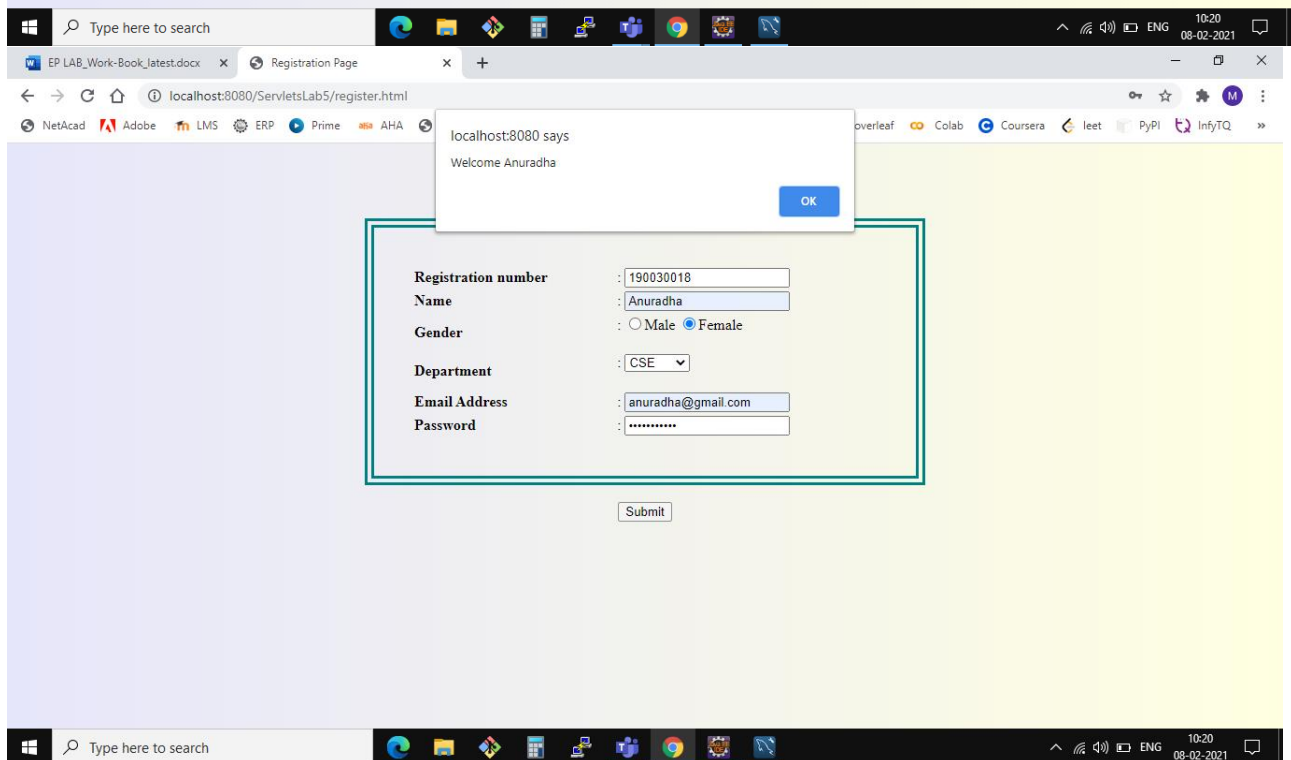 Type here to search
ENG
10:20
08-02-2021
EP LAB_Work-Book_latest.docx
Registration Page
localhost:8080/ServletsLab5/register.html
M
NetAcad Adobe LMS ERP Prime AHA overleaf Colab Coursera leet PyPI InfyTQ »
localhost:8080 says
Welcome Anuradha
OK
Registration number : 190030018
Name : Anuradha
Gender : Male Female
Department : CSE
Email Address : anuradha@gmail.com
Password : •••••••••••
Submit
Type here to search
ENG
10:20
08-02-2021